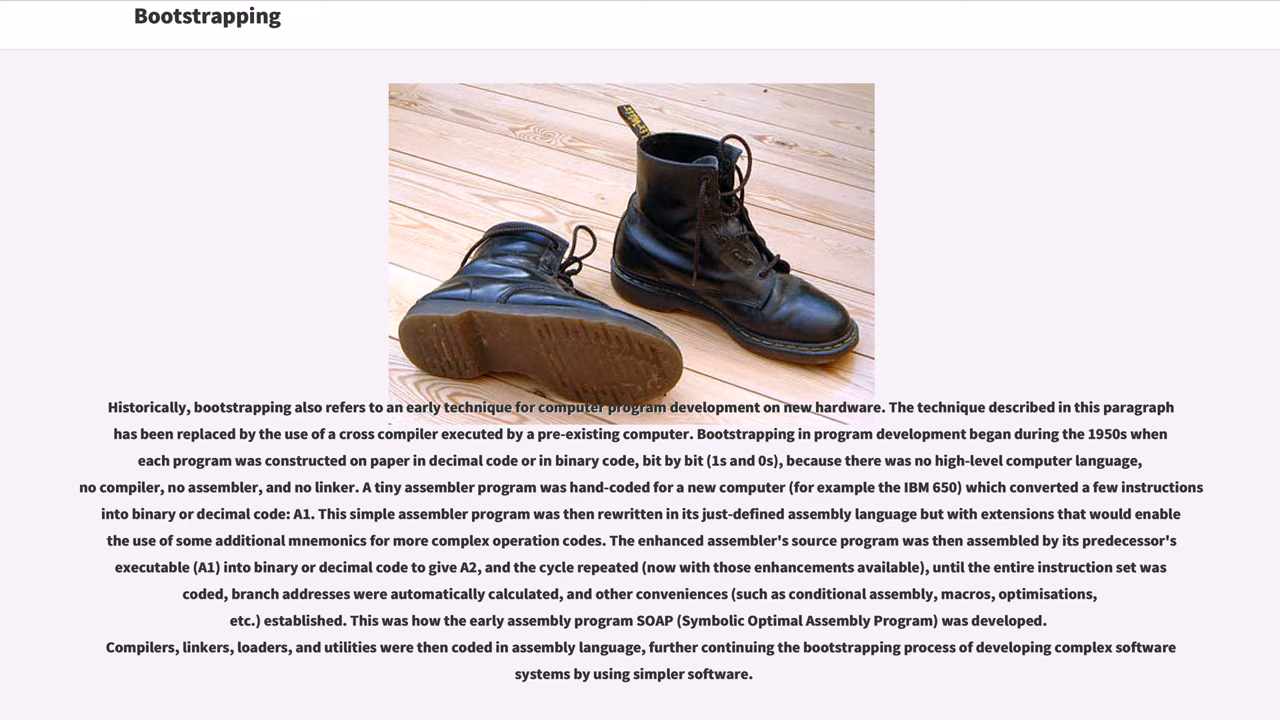 Bootstrapping
Historically, bootstrapping also refers to an early technique for computer program development on new hardware. The technique described in this paragraph
has been replaced by the use of a cross compiler executed by a pre-existing computer. Bootstrapping in program development began during the 1950s when
each program was constructed on paper in decimal code or in binary code, bit by bit (1s and 0s), because there was no high-level computer language,
no compiler, no assembler, and no linker. A tiny assembler program was hand-coded for a new computer (for example the IBM 650) which converted a few instructions
into binary or decimal code: A1. This simple assembler program was then rewritten in its just-defined assembly language but with extensions that would enable
the use of some additional mnemonics for more complex operation codes. The enhanced assembler's source program was then assembled by its predecessor's
executable (A1) into binary or decimal code to give A2, and the cycle repeated (now with those enhancements available), until the entire instruction set was
coded, branch addresses were automatically calculated, and other conveniences (such as conditional assembly, macros, optimisations,
etc.) established. This was how the early assembly program SOAP (Symbolic Optimal Assembly Program) was developed.
Compilers, linkers, loaders, and utilities were then coded in assembly language, further continuing the bootstrapping process of developing complex software
systems by using simpler software.